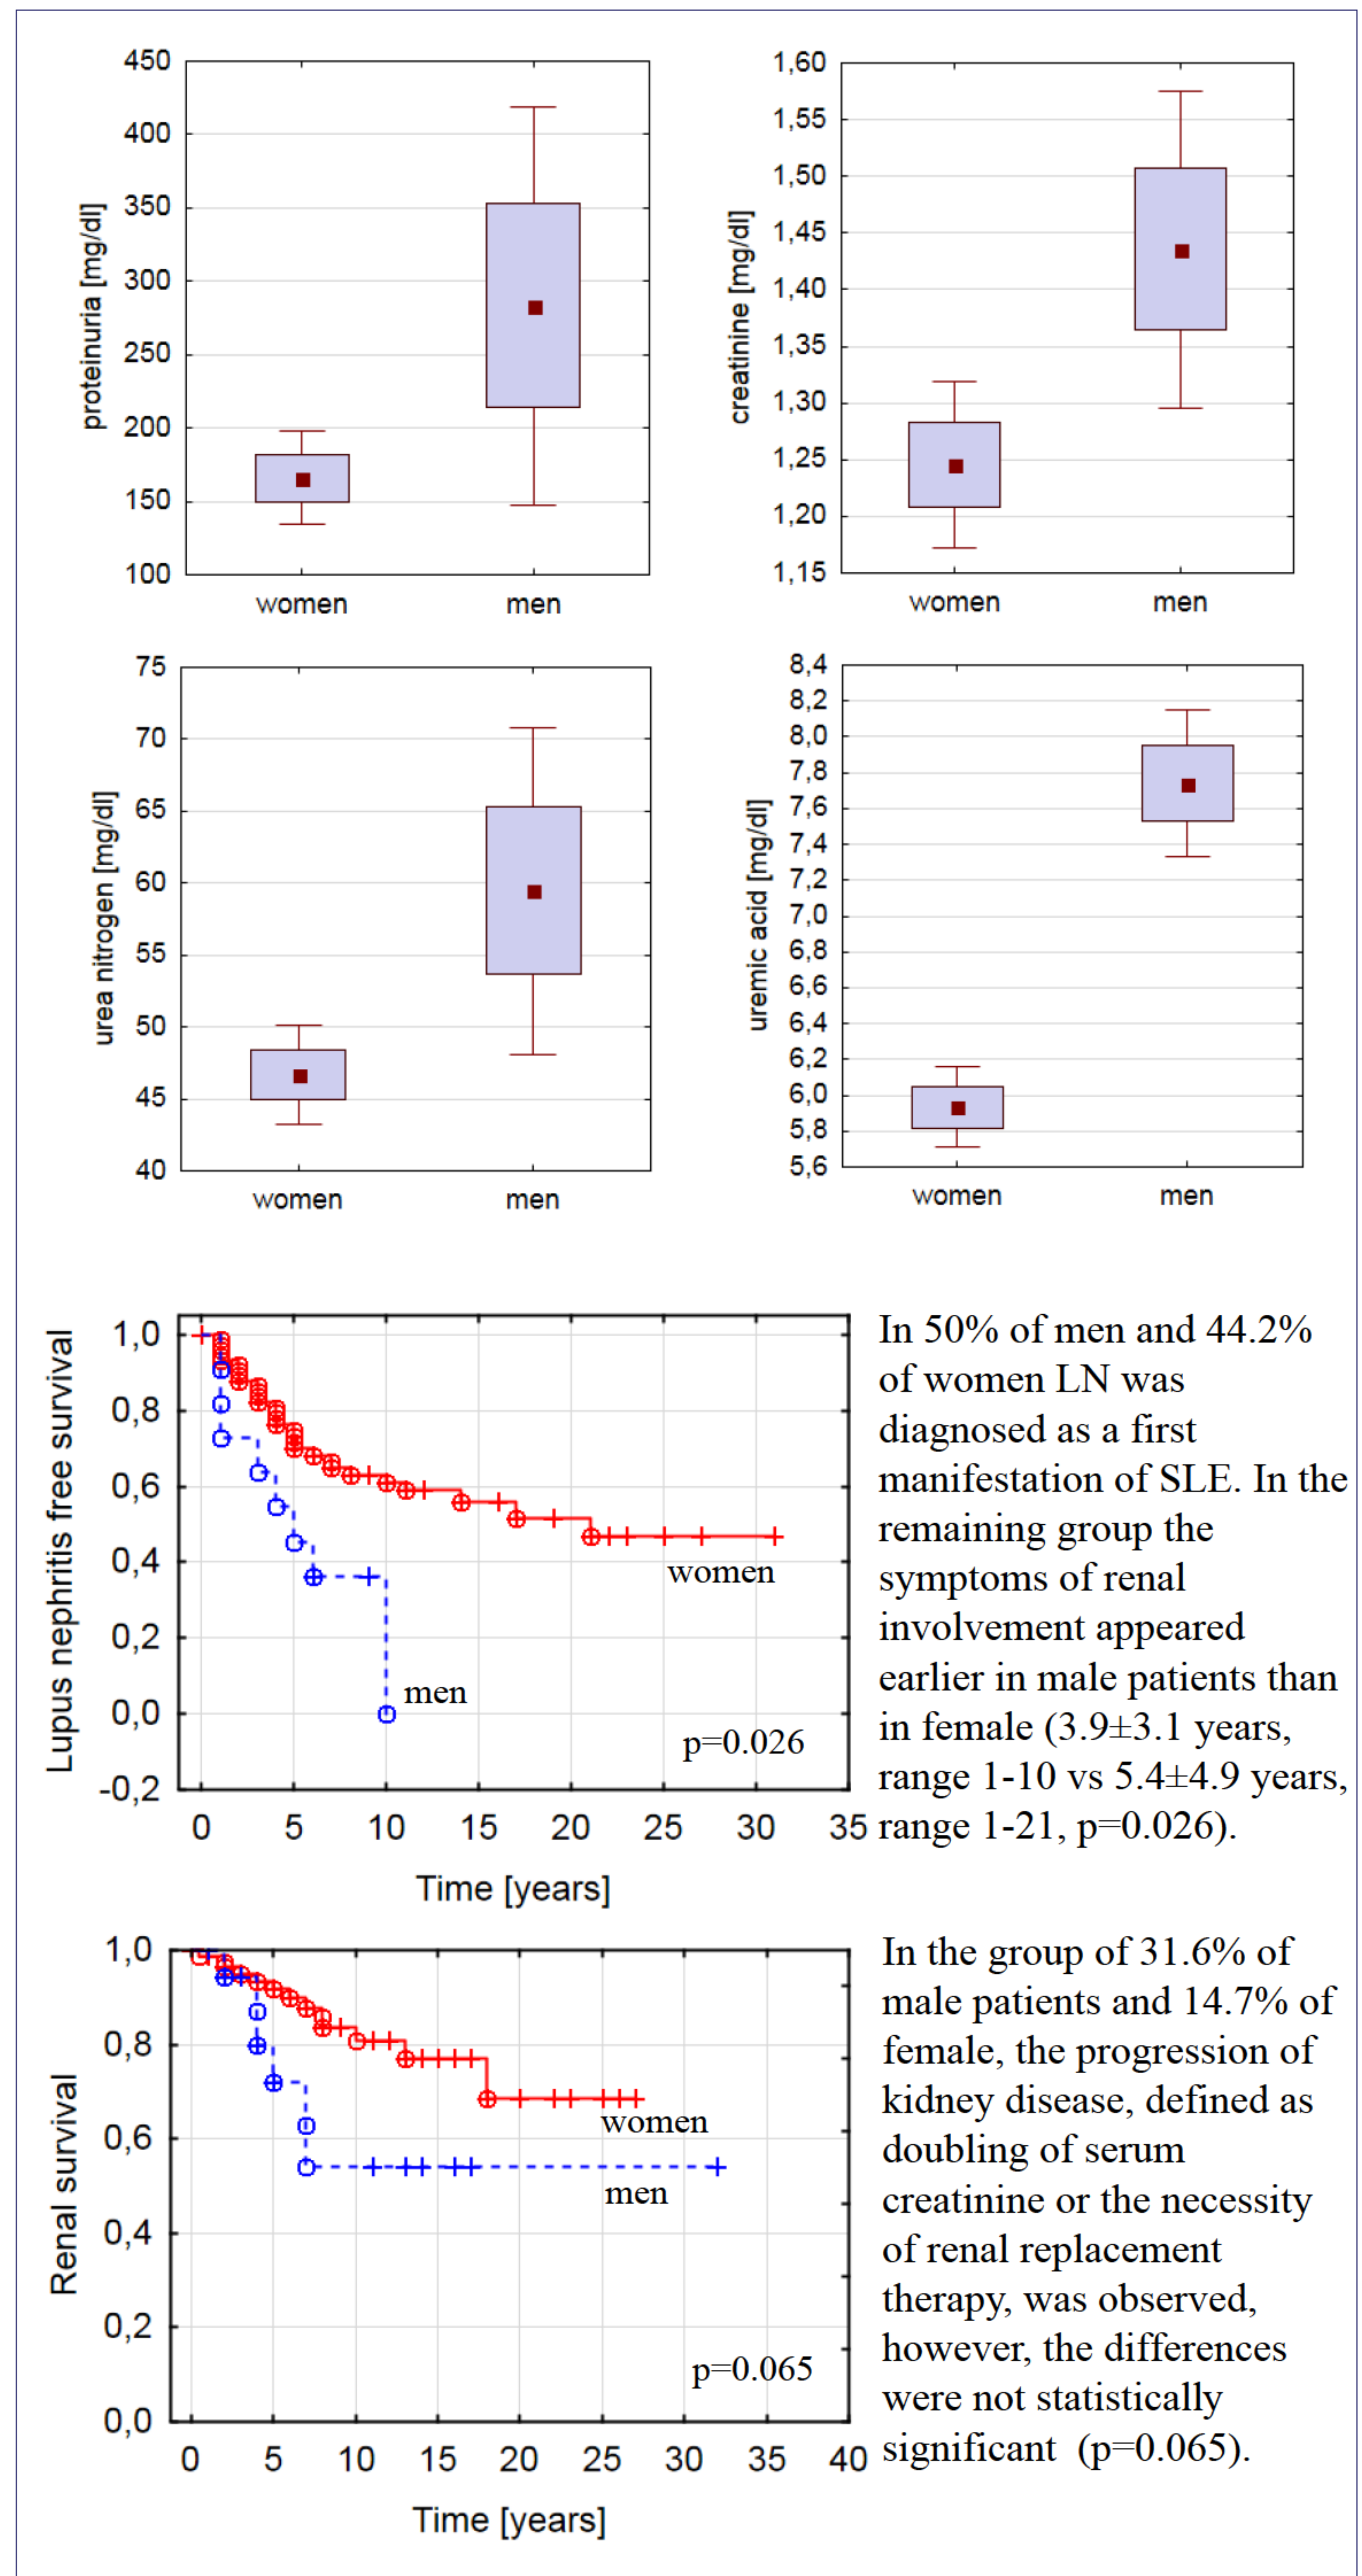 450
400
350
300
250
200
150
100
proteinuria [mg/dl]
women men
1,60
1,55
1,50
1,45
1,40
1,35
1,30
1,25
1,20
1,15
creatinine [mg/dl]
women men
75
70
65
60
55
50
45
40
urea nitrogen [mg/dl]
women men
8,4
8,2
8,0
7,8
7,6
7,4
7,2
7,0
6,8
6,6
6,4
6,2
6,0
5,8
5,6
uremic acid [mg/dl]
women men
Lupus nephritis free survival
1,0
0,8
0,6
0,4
0,2
0,0
-0,2
women
men
p=0.026
0 5 10 15 20 25 30 35
Time [years]
In 50% of men and 44.2%
of women LN was
diagnosed as a first
manifestation of SLE. In the
remaining group the
symptoms of renal
involvement appeared
earlier in male patients than
in female (3.9±3.1 years,
range 1-10 vs 5.4±4.9 years,
range 1-21, p=0.026).
Renal survival
1,0
0,8
0,6
0,4
0,2
0,0
women
men
p=0.065
0 5 10 15 20 25 30 35 40
Time [years]
In the group of 31.6% of
male patients and 14.7% of
female, the progression of
kidney disease, defined as
doubling of serum
creatinine or the necessity
of renal replacement
therapy, was observed,
however, the differences
were not statistically
significant (p=0.065).